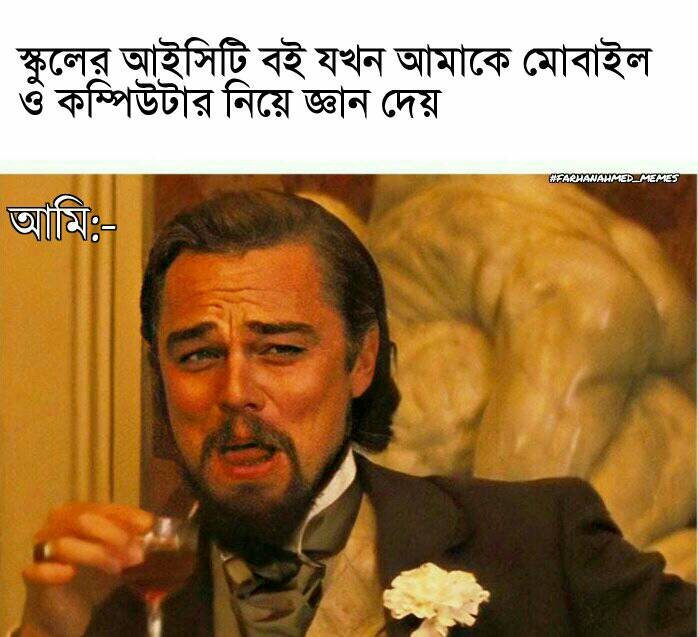 স্কুলের আইসিটি বই যখন আমাকে মোবাইল
ও কম্পিউটার নিয়ে জ্ঞান দেয়
#FARHANAHMED_MEMES
আমি:-